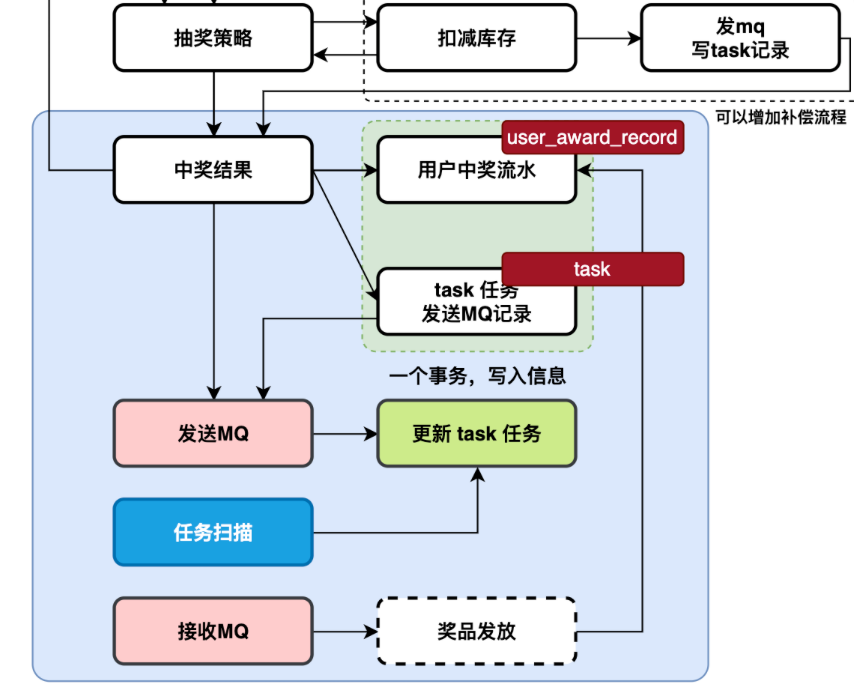 抽奖策略
扣减库存
发mq
写task记录
可以增加补偿流程
user_award_record
中奖结果
用户中奖流水
task
task 任务
发送MQ记录
一个事务，写入信息
发送MQ
更新 task 任务
任务扫描
接收MQ
奖品发放